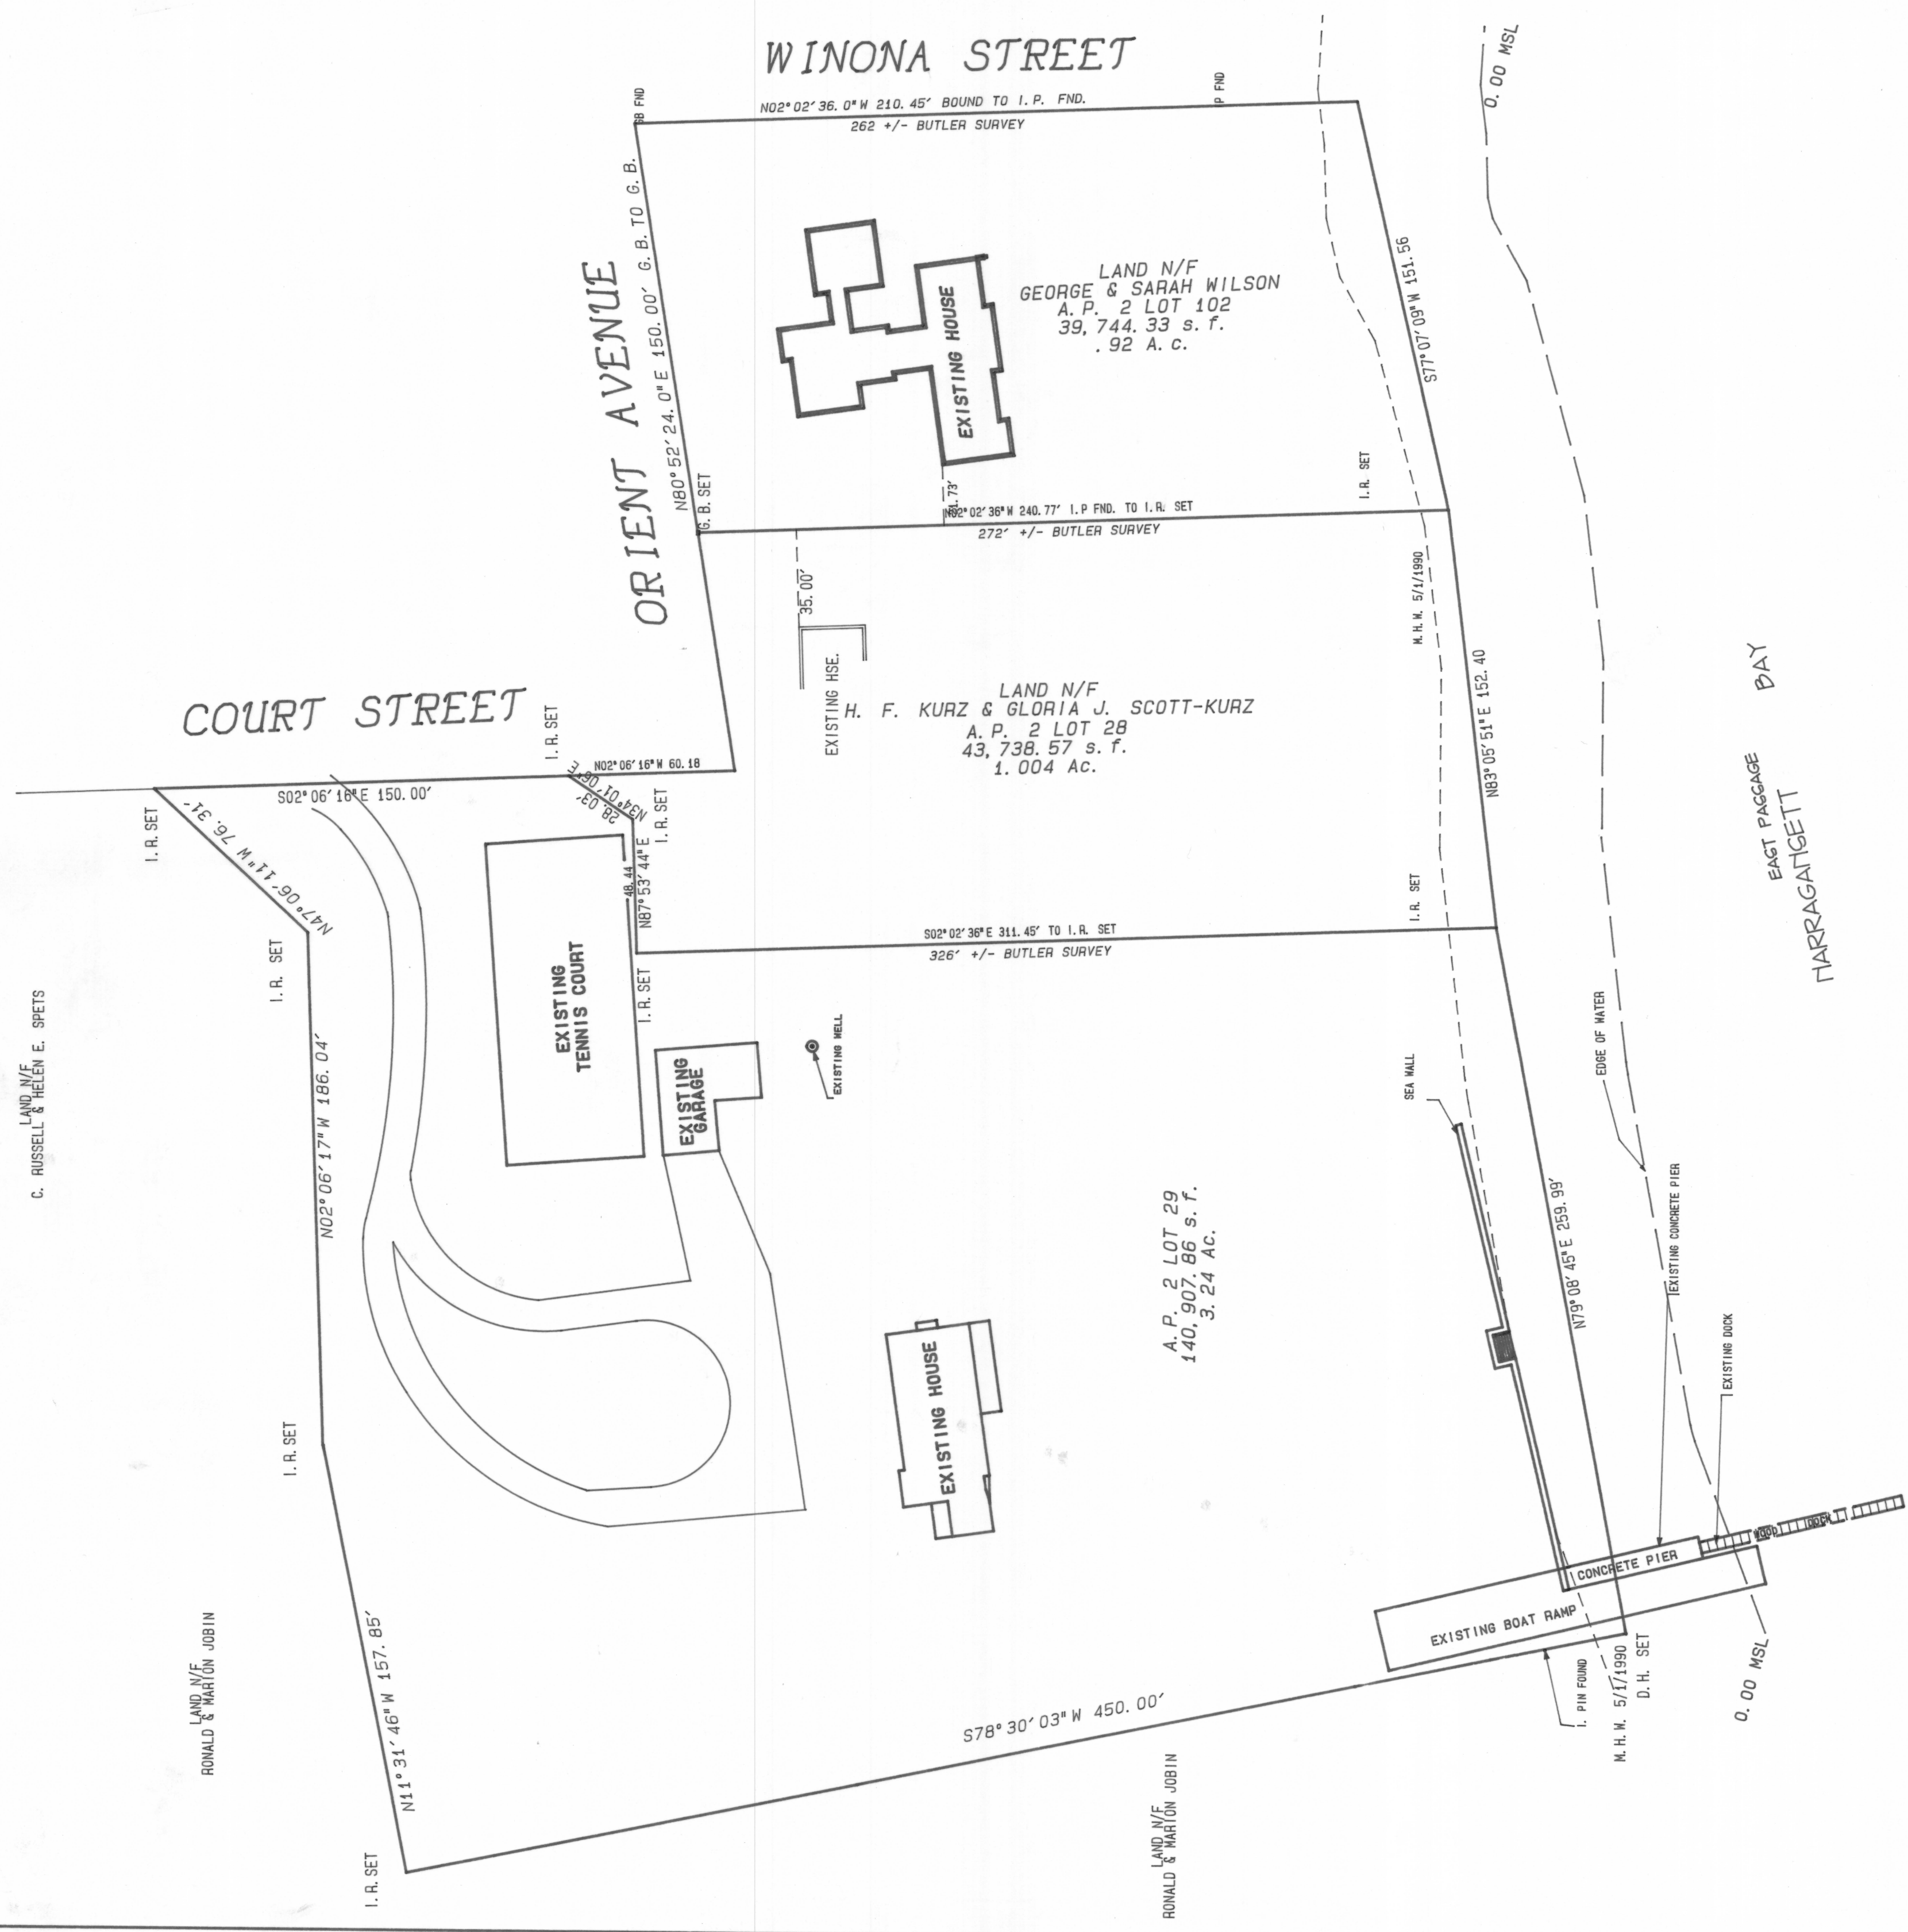 WINONA STREET
N02° 02' 36. 0" W 210. 45' BOUND TO I. P. FND.
262 +/- BUTLER SURVEY
GB FND
P FND
0. 00 MSL
ORIENT AVENUE
N80° 52' 24. 0" E 150. 00' G. B. TO G. B.
G. B. SET
EXISTING HOUSE
LAND N/F
GEORGE & SARAH WILSON
A. P. 2 LOT 102
39, 744. 33 s. f.
. 92 A. c.
S77° 07' 09" W 151. 56
I. R. SET
N02° 02' 36" W 240. 77' I. P FND. TO I. R. SET
272' +/- BUTLER SURVEY
35. 00'
EXISTING HSE.
LAND N/F
H. F. KURZ & GLORIA J. SCOTT-KURZ
A. P. 2 LOT 28
43, 738. 57 s. f.
1. 004 Ac.
M. H. W. 5/1/1990
N83° 05' 51" E 152. 40
COURT STREET
I. R. SET
N02° 06' 16" W 60. 18
S02° 06' 16" E 150. 00'
N34° 01' 06" E
28. 03'
I. R. SET
I. R. SET
N47° 06' 11" W 76. 31'
48. 44
N87° 53' 44" E
I. R. SET
S02° 02' 36" E 311. 45' TO I. R. SET
326' +/- BUTLER SURVEY
I. R. SET
EAST PASSAGE
NARRAGANSETT BAY
I. R. SET
EXISTING
TENNIS COURT
EXISTING
GARAGE
EXISTING WELL
LAND N/F
C. RUSSELL & HELEN E. SPETS
N02° 06' 17" W 186. 04'
SEA WALL
EDGE OF WATER
EXISTING CONCRETE PIER
EXISTING DOCK
A. P. 2 LOT 29
140, 907. 86 s. f.
3. 24 Ac.
N79° 08' 45" E 259. 99'
EXISTING HOUSE
I. R. SET
N11° 31' 46" W 157. 85'
LAND N/F
RONALD & MARION JOBIN
WOOD DOCK
CONCRETE PIER
EXISTING BOAT RAMP
I. PIN FOUND
M. H. W. 5/1/1990
D. H. SET
0. 00 MSL
S78° 30' 03" W 450. 00'
LAND N/F
RONALD & MARION JOBIN
I. R. SET